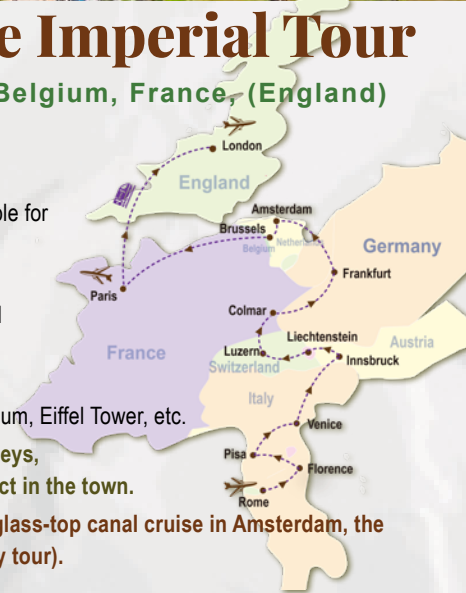 e Imperial Tour
Belgium, France, (England)
London
England
ble for
Amsterdam
Brussels
Belgium
Netherlands
Germany
Frankfurt
Paris
Colmar
Liechtenstein
Luzern
Austria
France
Switzerland
Innsbruck
Italy
um, Eiffel Tower, etc.
Venice
eys,
Pisa
Florence
ct in the town.
Rome
glass-top canal cruise in Amsterdam, the
y tour).